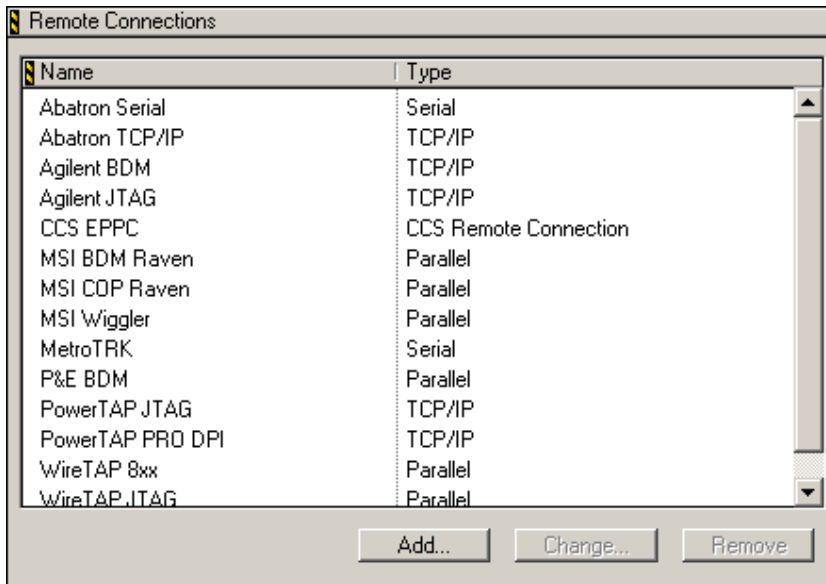 Remote Connections
Name Type
Abatron Serial Serial
Abatron TCP/IP TCP/IP
Agilent BDM TCP/IP
Agilent JTAG TCP/IP
CCS EPPC CCS Remote Connection
MSI BDM Raven Parallel
MSI COP Raven Parallel
MSI Wiggler Parallel
MetroTRK Serial
P&E BDM Parallel
PowerTAP JTAG TCP/IP
PowerTAP PRO DPI TCP/IP
WireTAP 8xx Parallel
WireTAP JTAG Parallel
Add... Change... Remove